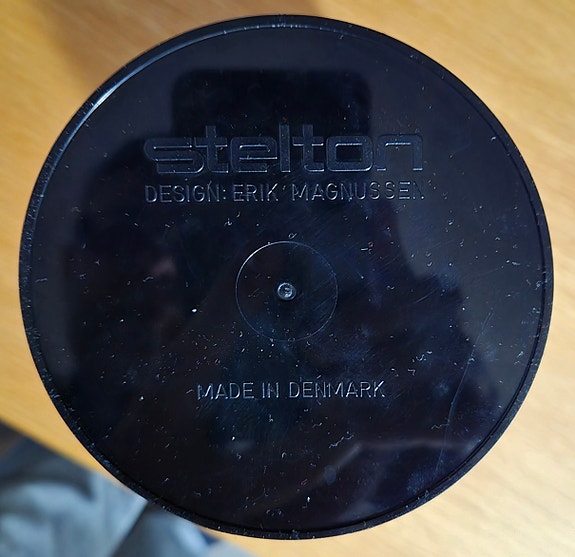 stelton
DESIGN: ERIK MAGNUSSEN
MADE IN DENMARK